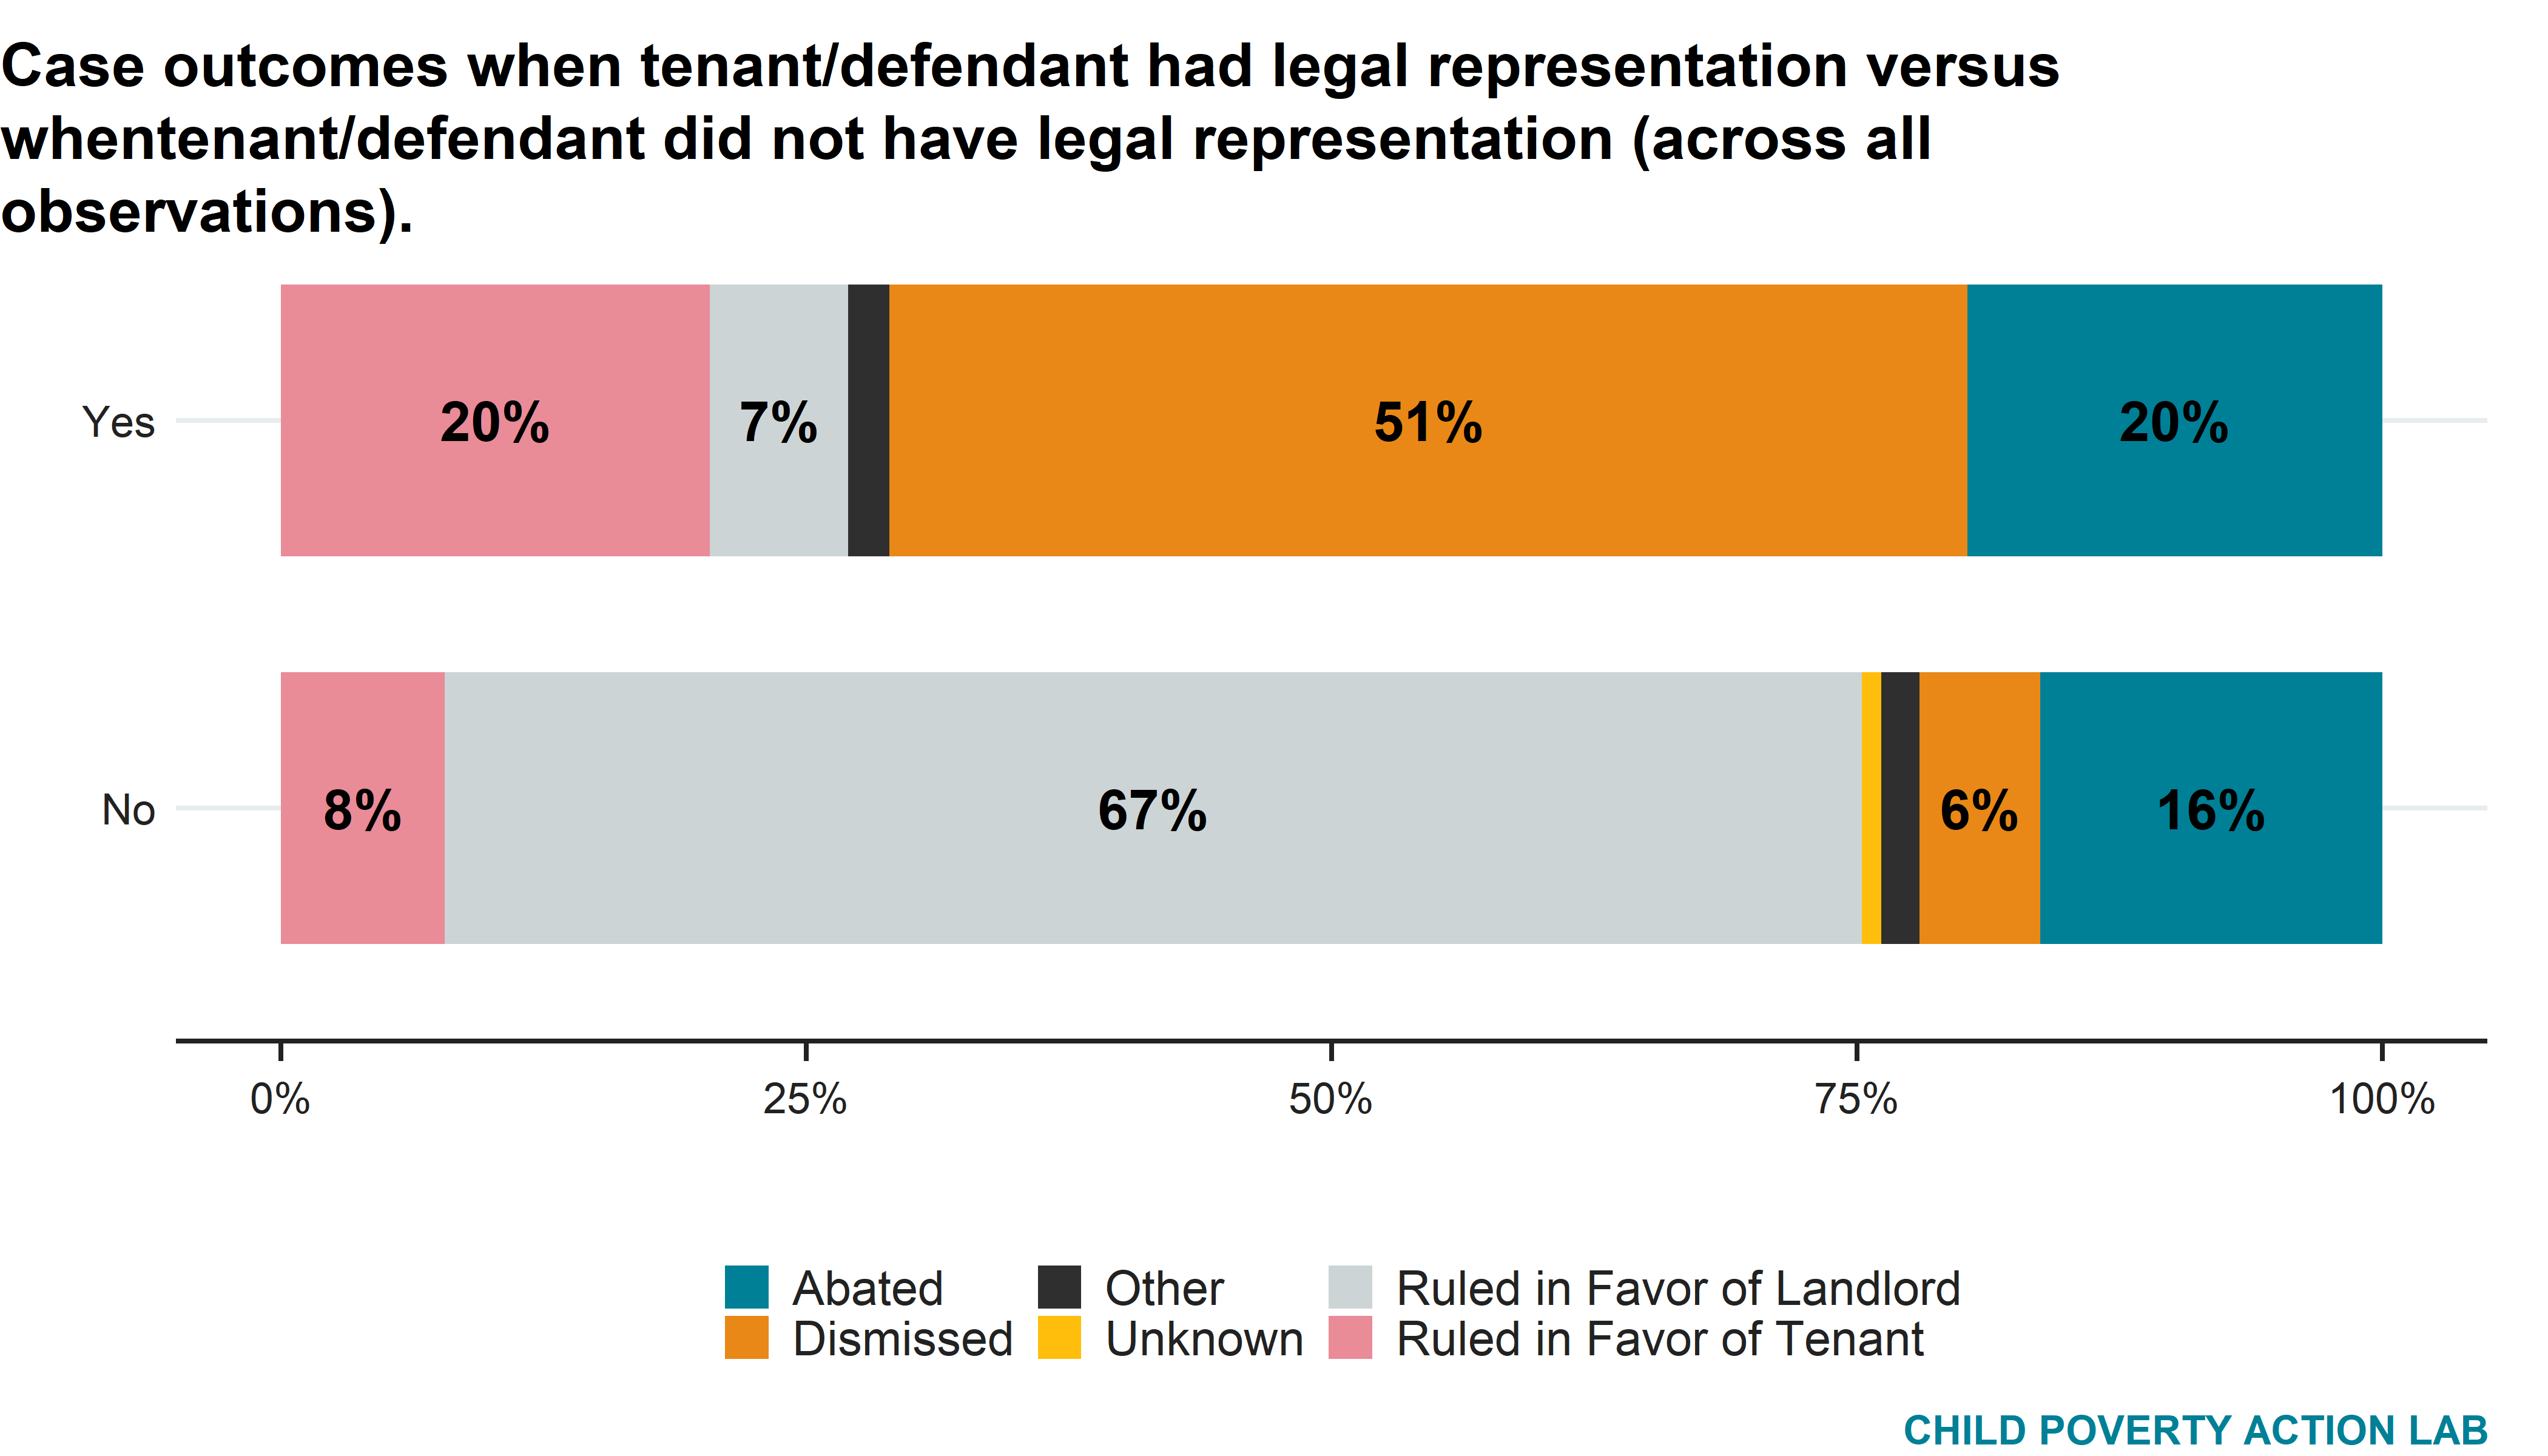 Case outcomes when tenant/defendant had legal representation versus
whentenant/defendant did not have legal representation (across all
observations).
Yes
20%
7%
51%
20%
No
8%
67%
6%
16%
0%
25%
50%
75%
100%
Abated
Other
Ruled in Favor of Landlord
Dismissed
Unknown
Ruled in Favor of Tenant
CHILD POVERTY ACTION LAB